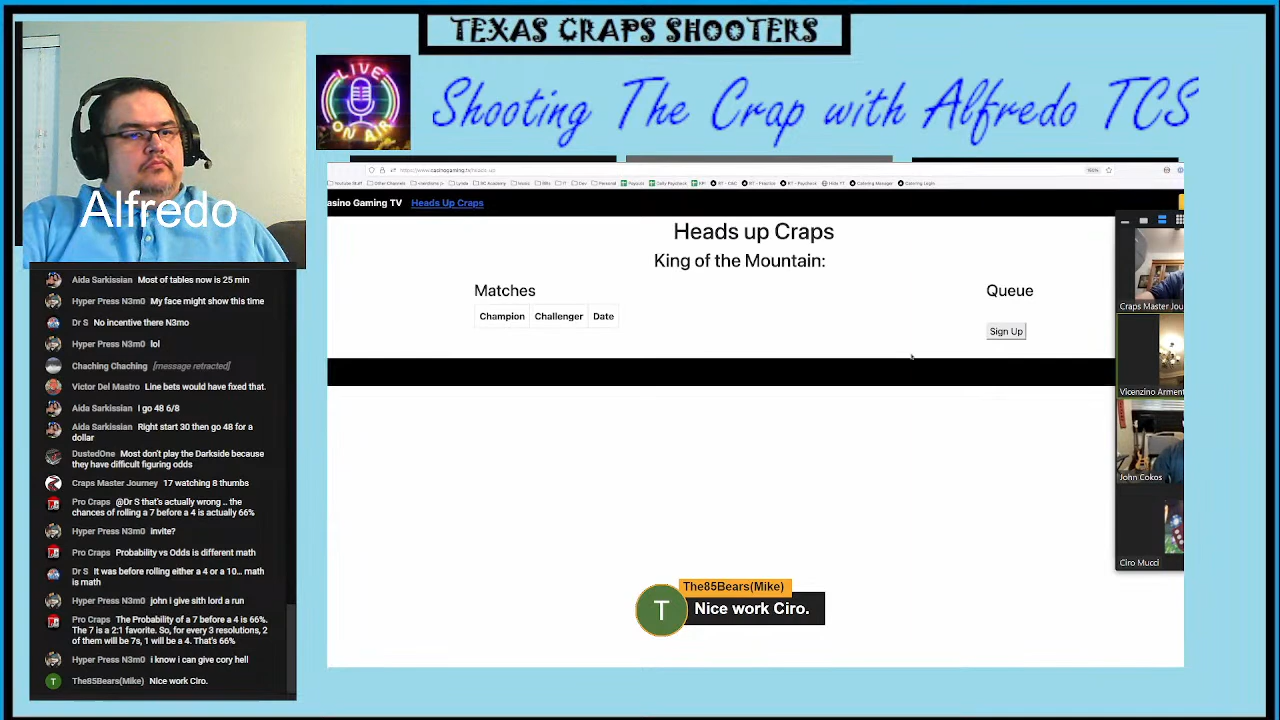 TEXAS CRAPS SHOOTERS
LIVE
ON AIR
Shooting The Crap with Alfredo TCS
Alfredo
Aida Sarkissian Most of tables now is 25 min
Hyper Press N3m0 My face might show this time
Dr S No incentive there N3mo
Hyper Press N3m0 lol
Chaching Chaching [message retracted]
Victor Del Mastro Line bets would have fixed that.
Aida Sarkissian I go 48 6/8
Aida Sarkissian Right start 30 then go 48 for a
dollar
DustedOne Most don't play the Darkside because
they have difficult figuring odds
Craps Master Journey 17 watching 8 thumbs
Pro Craps @Dr S that's actually wrong .. the
chances of rolling a 7 before a 4 is actually 66%
Hyper Press N3m0 invite?
Pro Craps Probability vs Odds is different math
Dr S It was before rolling either a 4 or a 10... math
is math
Hyper Press N3m0 john i give sith lord a run
Pro Craps The Probability of a 7 before a 4 is 66%.
The 7 is a 2:1 favorite. So, for every 3 resolutions, 2
of them will be 7s, 1 will be a 4. That's 66%
Hyper Press N3m0 i know i can give cory hell
T The85Bears(Mike) Nice work Ciro.
asino Gaming TV Heads Up Craps
Heads up Craps
King of the Mountain:
Matches
Champion Challenger Date
Queue
Sign Up
Craps Master Jou
Vicenzino Arment
John Cokos
Ciro Mucci
The85Bears(Mike)
T Nice work Ciro.